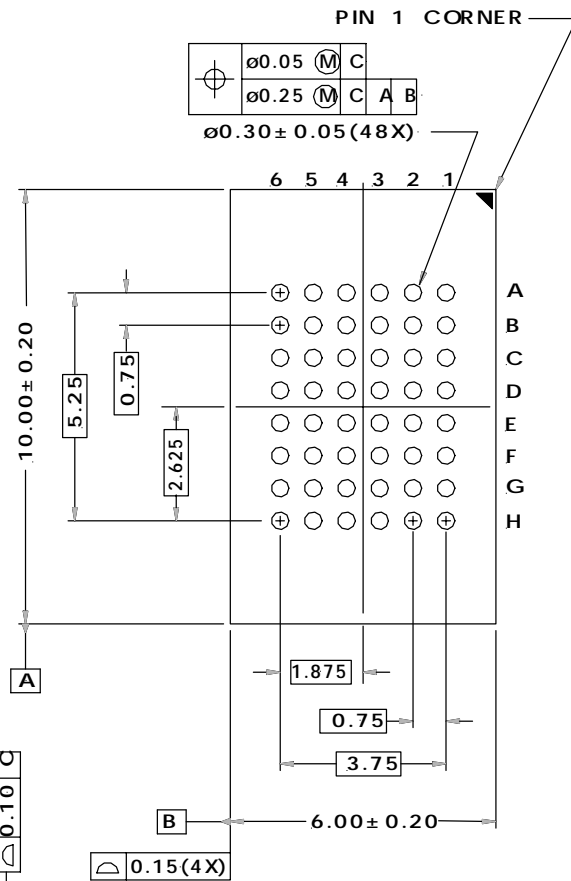 PIN 1 CORNER
ø0.05 Ⓜ C
ø0.25 Ⓜ C A B
ø0.30±0.05(48X)
6 5 4 3 2 1
A
B
C
D
E
F
G
H
10.00±0.20
5.25
0.75
2.625
1.875
0.75
3.75
A
B
6.00±0.20
0.10 C
0.15(4X)